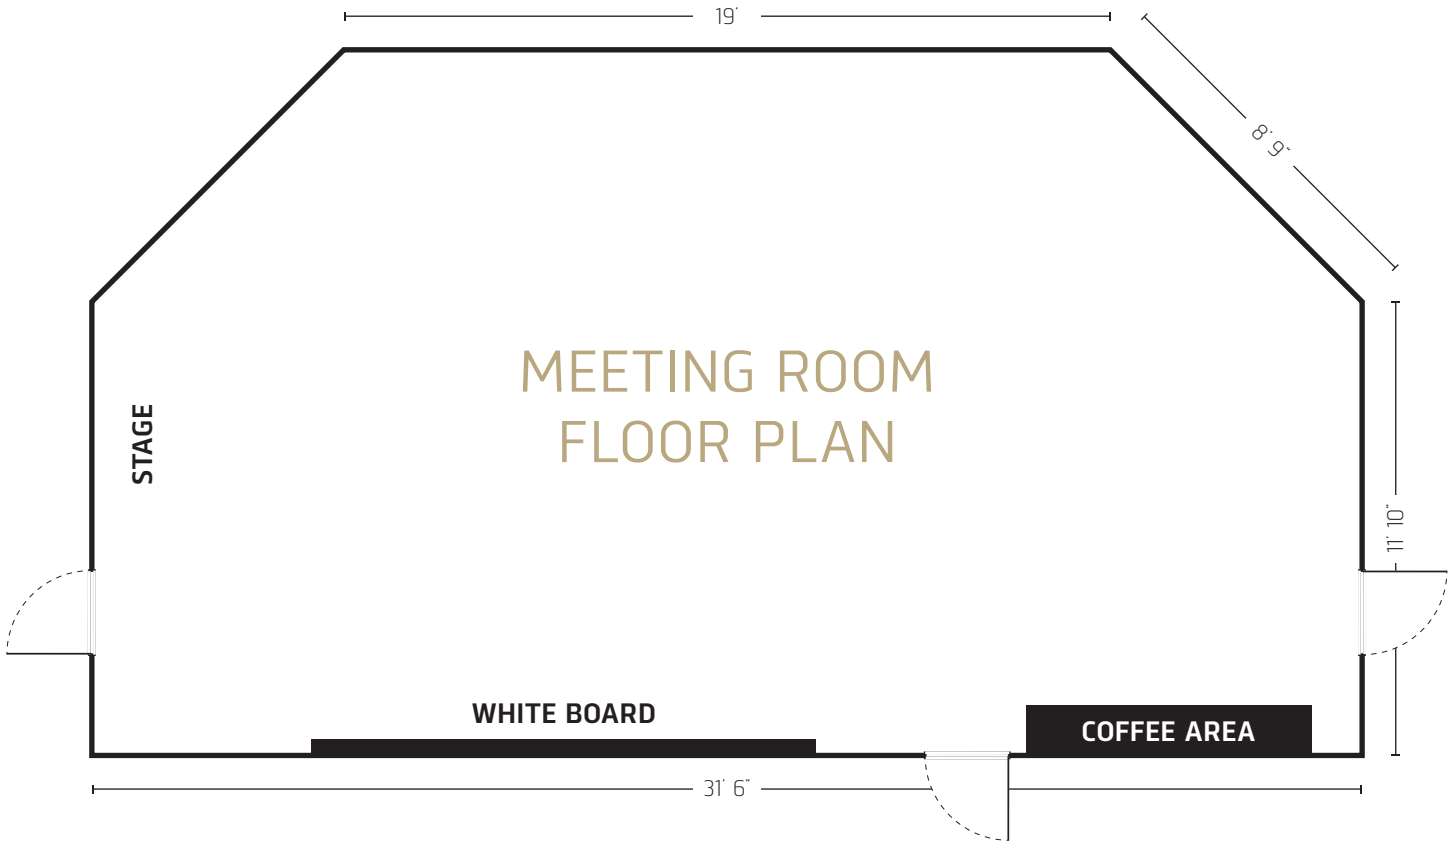 19'
8' 9"
MEETING ROOM
FLOOR PLAN
STAGE
11' 10"
WHITE BOARD
COFFEE AREA
31' 6"